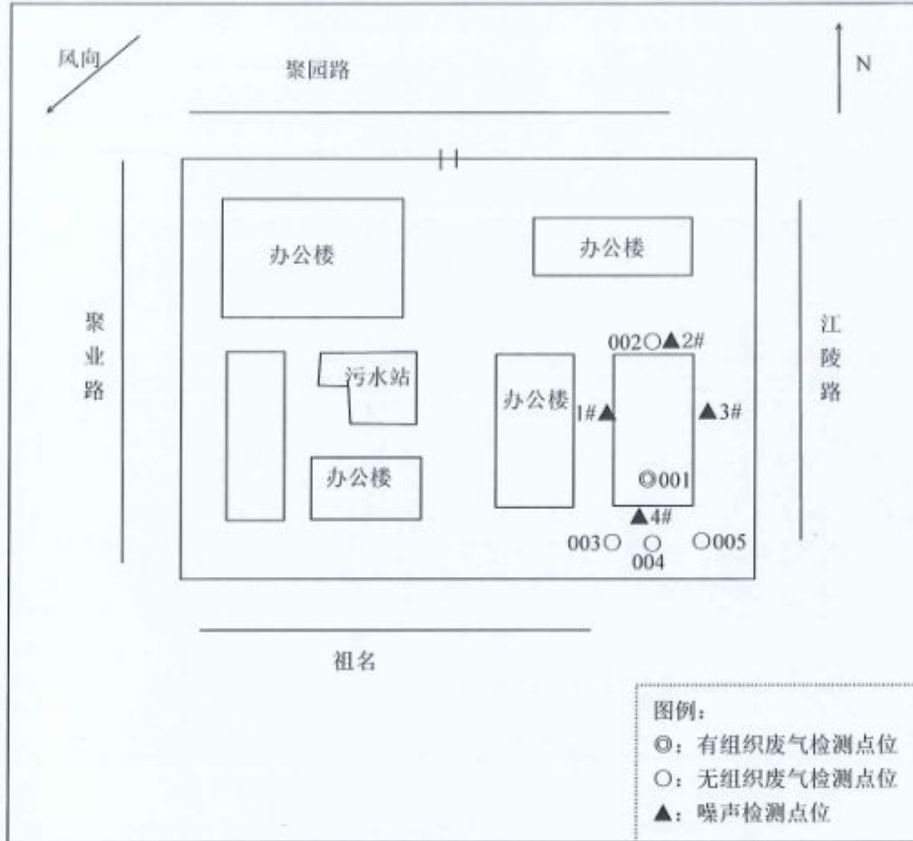 风向
聚园路
N
办公楼
办公楼
聚业路
江陵路
002 2#
污水站
办公楼
1#
3#
办公楼
001
4#
003
004
005
祖名
图例：
◎：有组织废气检测点位
○：无组织废气检测点位
▲：噪声检测点位